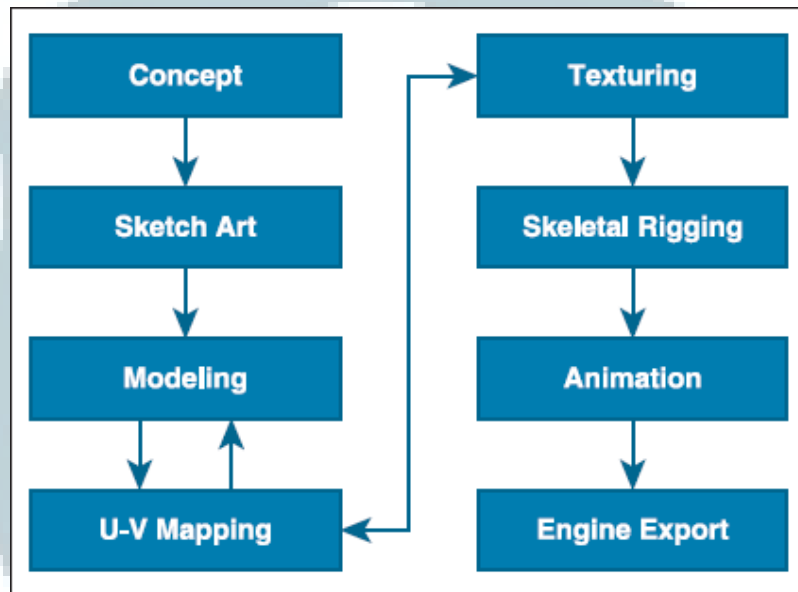 Concept
Sketch Art
Modeling
U-V Mapping
Texturing
Skeletal Rigging
Animation
Engine Export